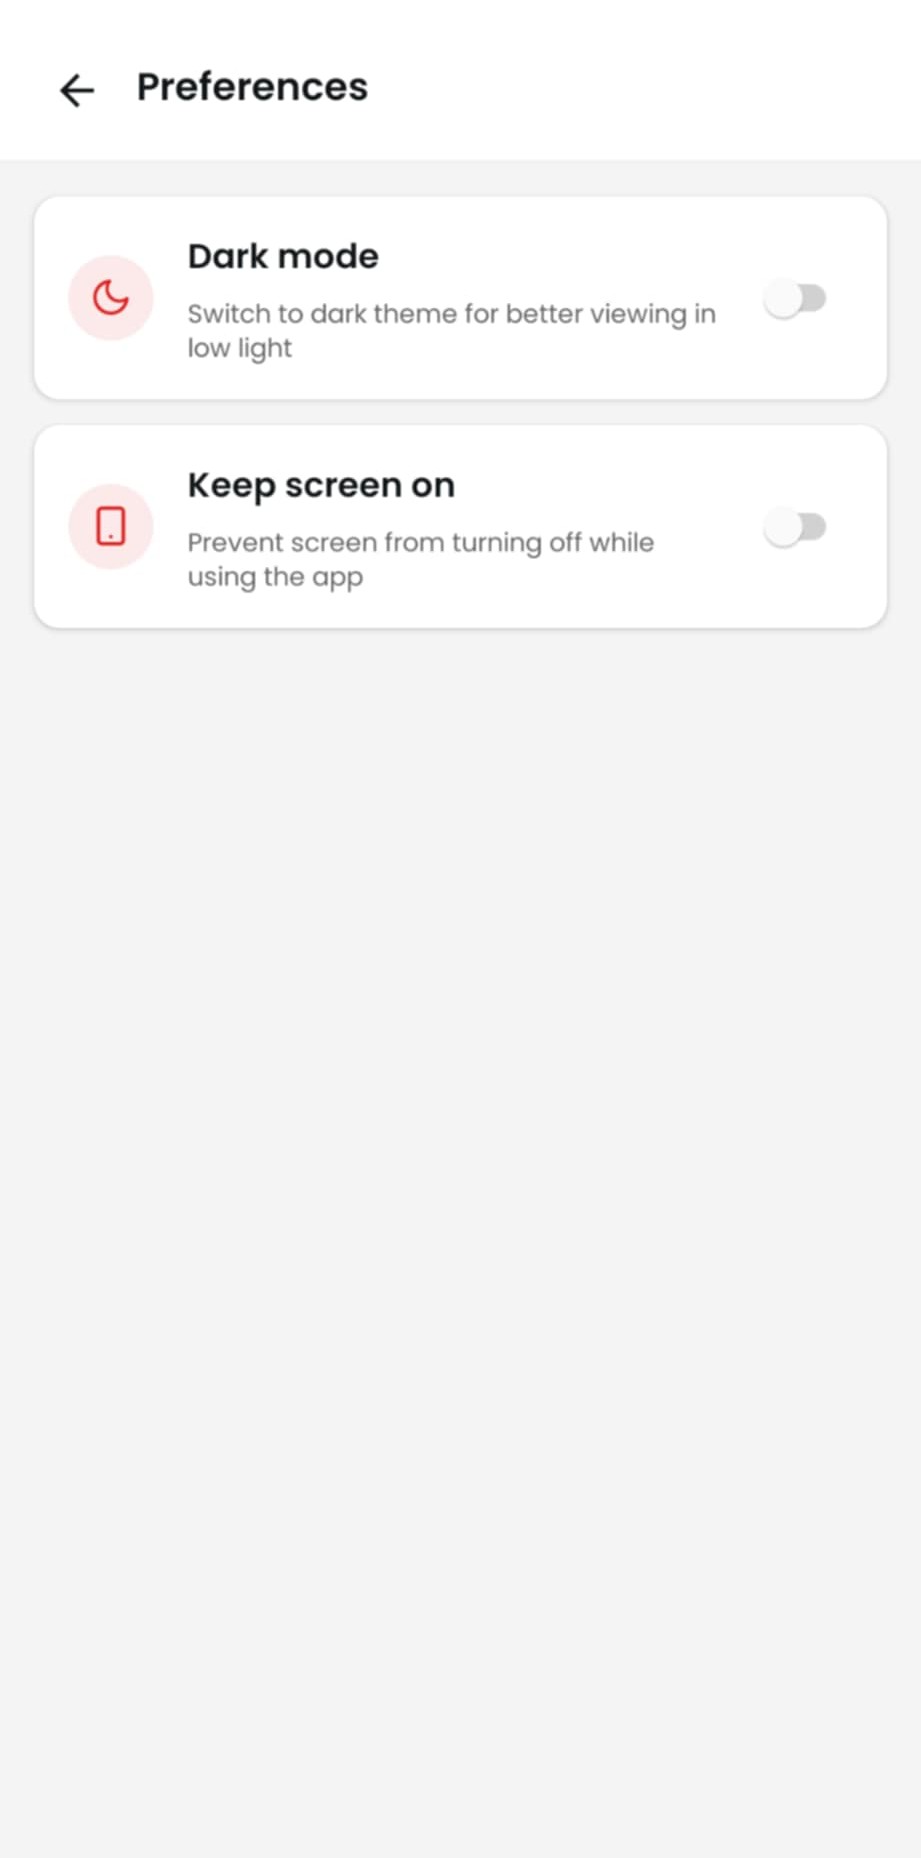 Preferences
Dark mode
Switch to dark theme for better viewing in
low light
Keep screen on
Prevent screen from turning off while
using the app